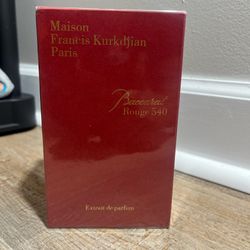 Maison
Francis Kurkdjian
Paris
Baccarat
Rouge 540
Extrait de parfum